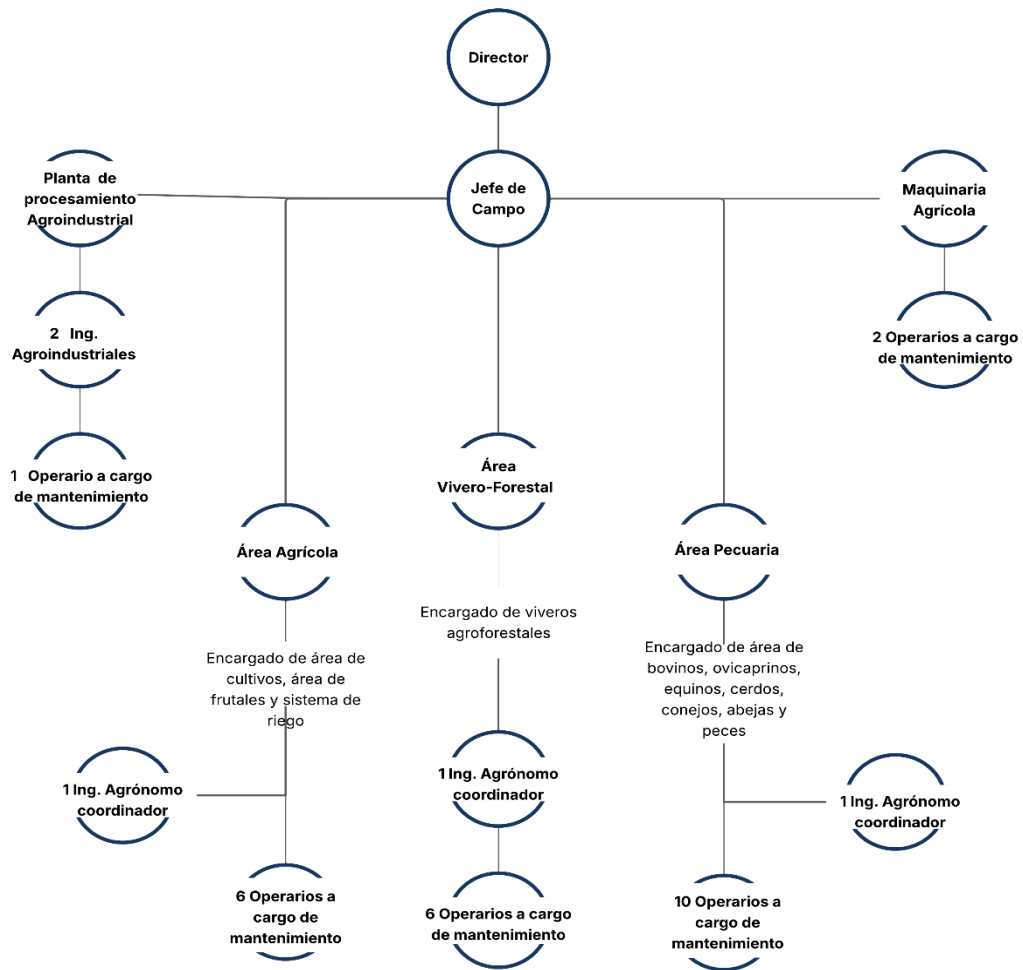 Director
Planta de
procesamiento
Agroindustrial
Jefe de
Campo
Maquinaria
Agrícola
2 Ing.
Agroindustriales
2 Operarios a cargo
de mantenimiento
1 Operario a cargo
de mantenimiento
Área
Vivero-Forestal
Área Agrícola
Área Pecuaria
Encargado de viveros
agroforestales
Encargado de área de
cultivos, área de
frutales y sistema de
riego
Encargado de área de
bovinos, ovicaprinos,
equinos, cerdos,
conejos, abejas y
peces
1 Ing. Agrónomo
coordinador
1 Ing. Agrónomo
coordinador
1 Ing. Agrónomo
coordinador
6 Operarios a
cargo de
mantenimiento
6 Operarios a cargo
de mantenimiento
10 Operarios a
cargo de
mantenimiento